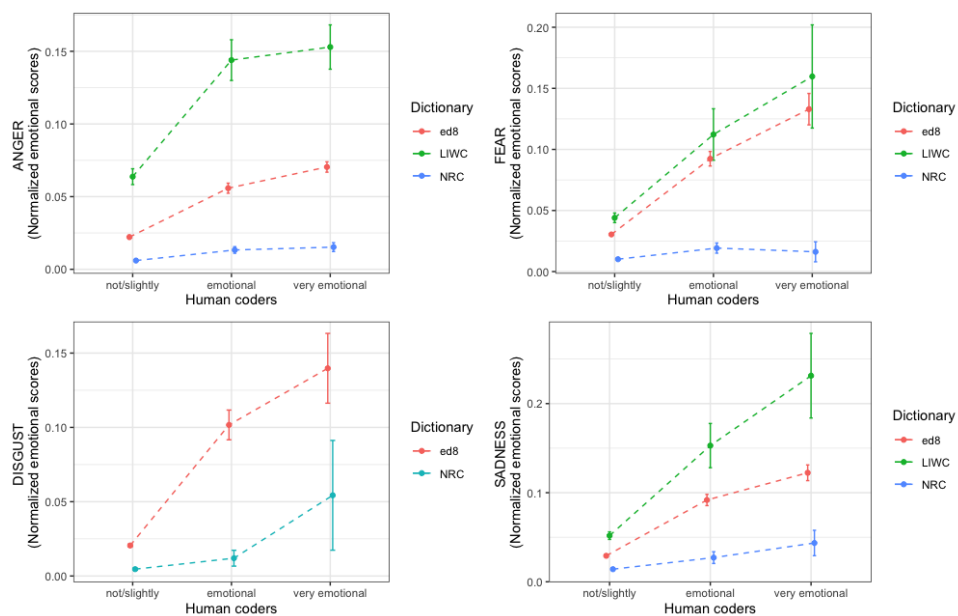 ANGER
(Normalized emotional scores)
0.15
0.10
0.05
0.00
not/slightly emotional very emotional
Human coders
Dictionary
ed8
LIWC
NRC
FEAR
(Normalized emotional scores)
0.20
0.15
0.10
0.05
0.00
not/slightly emotional very emotional
Human coders
Dictionary
ed8
LIWC
NRC
DISGUST
(Normalized emotional scores)
0.15
0.10
0.05
0.00
not/slightly emotional very emotional
Human coders
Dictionary
ed8
NRC
SADNESS
(Normalized emotional scores)
0.2
0.1
0.0
not/slightly emotional very emotional
Human coders
Dictionary
ed8
LIWC
NRC